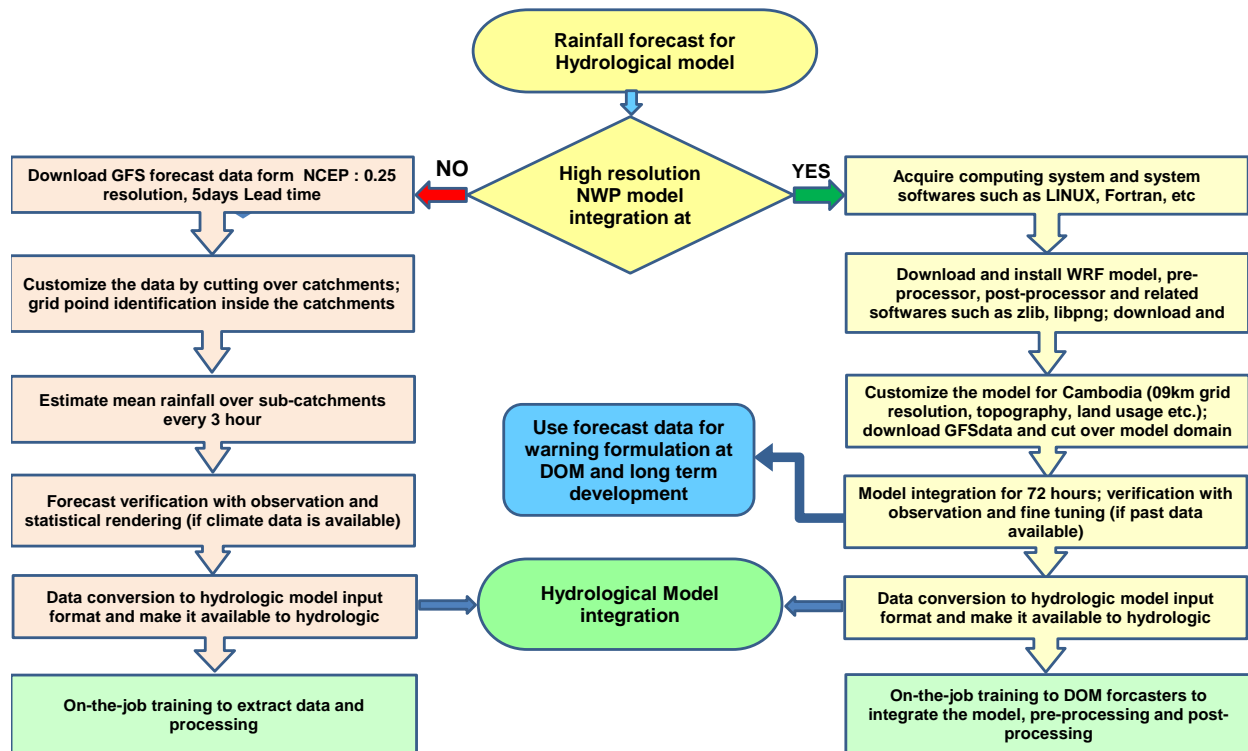 Rainfall forecast for
Hydrological model
High resolution
NWP model
integration at
NO
YES
Download GFS forecast data form NCEP : 0.25
resolution, 5days Lead time
Customize the data by cutting over catchments;
grid poind identification inside the catchments
Estimate mean rainfall over sub-catchments
every 3 hour
Forecast verification with observation and
statistical rendering (if climate data is available)
Data conversion to hydrologic model input
format and make it available to hydrologic
On-the-job training to extract data and
processing
Use forecast data for
warning formulation at
DOM and long term
development
Hydrological Model
integration
Acquire computing system and system
softwares such as LINUX, Fortran, etc
Download and install WRF model, pre-
processor, post-processor and related
softwares such as zlib, libpng; download and
Customize the model for Cambodia (09km grid
resolution, topography, land usage etc.);
download GFSdata and cut over model domain
Model integration for 72 hours; verification with
observation and fine tuning (if past data
available)
Data conversion to hydrologic model input
format and make it available to hydrologic
On-the-job training to DOM forcasters to
integrate the model, pre-processing and post-
processing